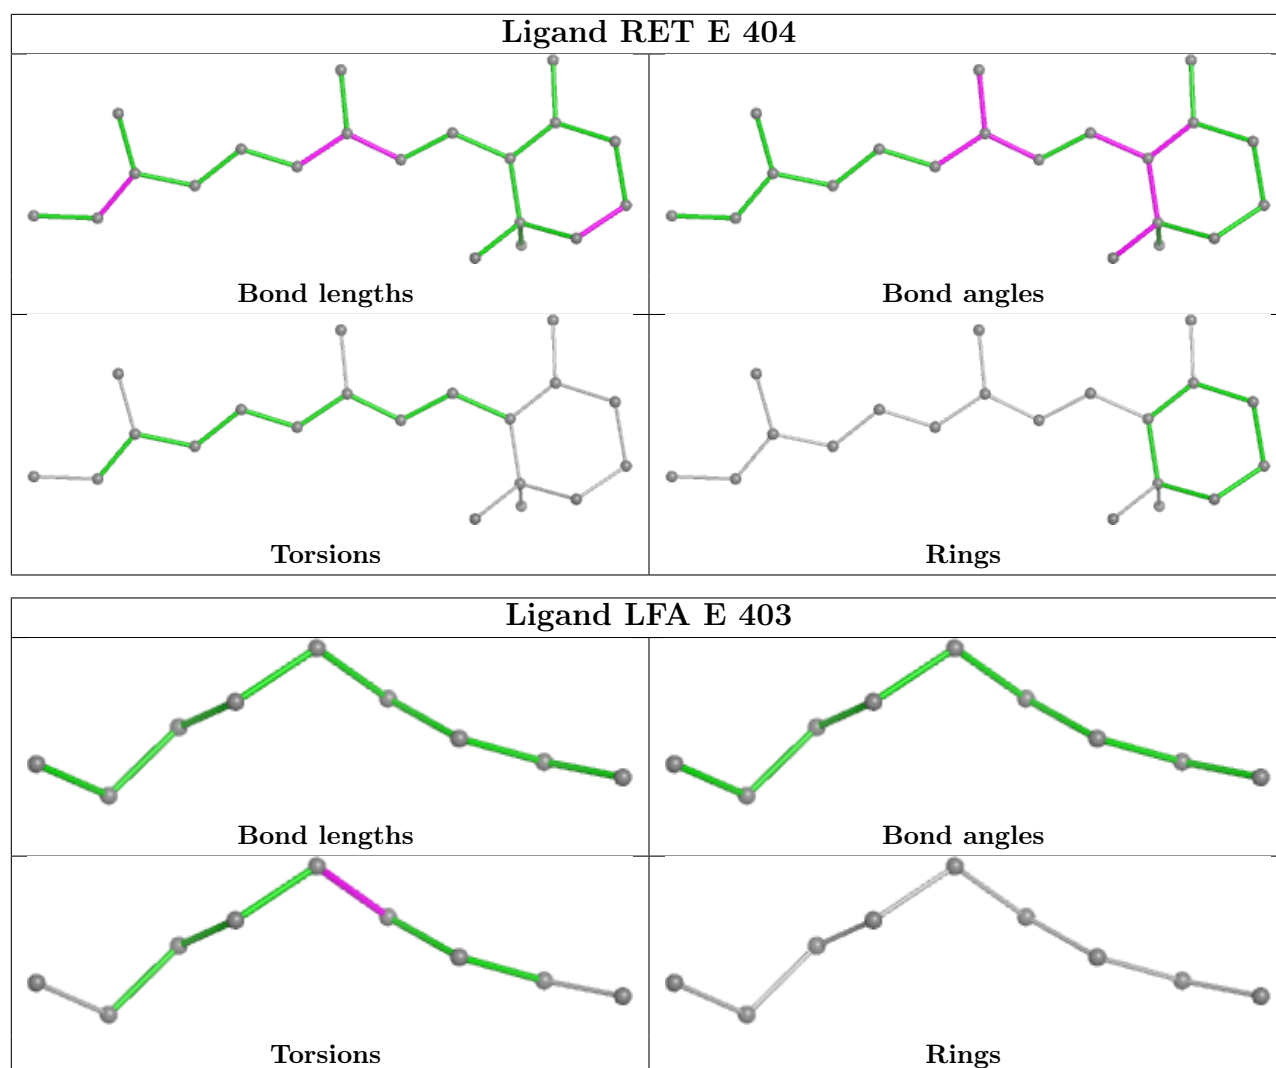 Ligand RET E 404
Bond lengths
Bond angles
Torsions
Rings
Ligand LFA E 403
Bond lengths
Bond angles
Torsions
Rings